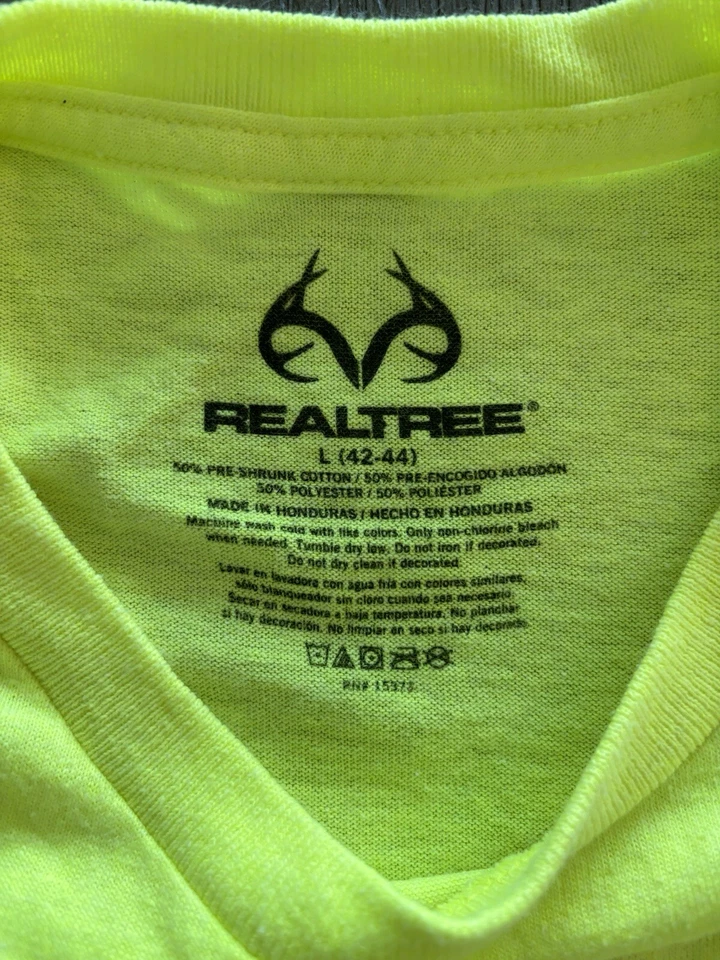 REALTREE®
L (42-44)
50% PRE-SHRUNK COTTON / 50% PRE-ENCOGIDO ALGODÓN
50% POLYESTER / 50% POLIÉSTER
MADE IN HONDURAS / HECHO EN HONDURAS
Machine wash cold with like colors. Only non-chlorine bleach
when needed. Tumble dry low. Do not iron if decorated.
Do not dry clean if decorated.
Lavar en lavadora con agua fría con colores similares,
sólo blanqueador sin cloro cuando sea necesario.
Secar en secadora a baja temperatura. No planchar
si hay decoración. No limpiar en seco si hay decorado.
RN#